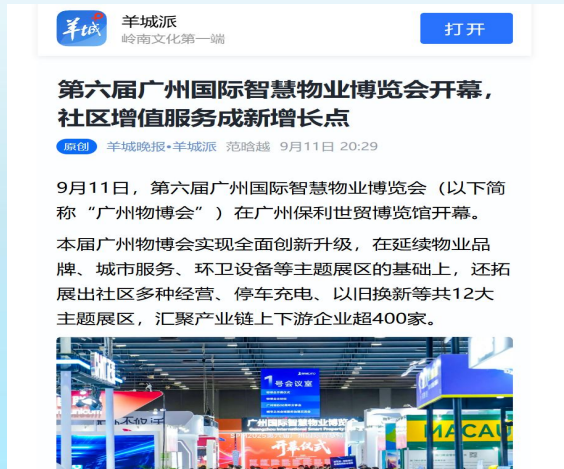 羊城
羊城派
岭南文化第一端
打开
第六届广州国际智慧物业博览会开幕，
社区增值服务成新增长点
原创 羊城晚报•羊城派 范晗越 9月11日 20:29
9月11日，第六届广州国际智慧物业博览会（以下简
称“广州物博会”）在广州保利世贸博览馆开幕。
本届广州物博会实现全面创新升级，在延续物业品
牌、城市服务、环卫设备等主题展区的基础上，还拓
展出社区多种经营、停车充电、以旧换新等共12大
主题展区，汇聚产业链上下游企业超400家。
1号会议室
广州国际智慧物业博览
开幕仪式
MACAU